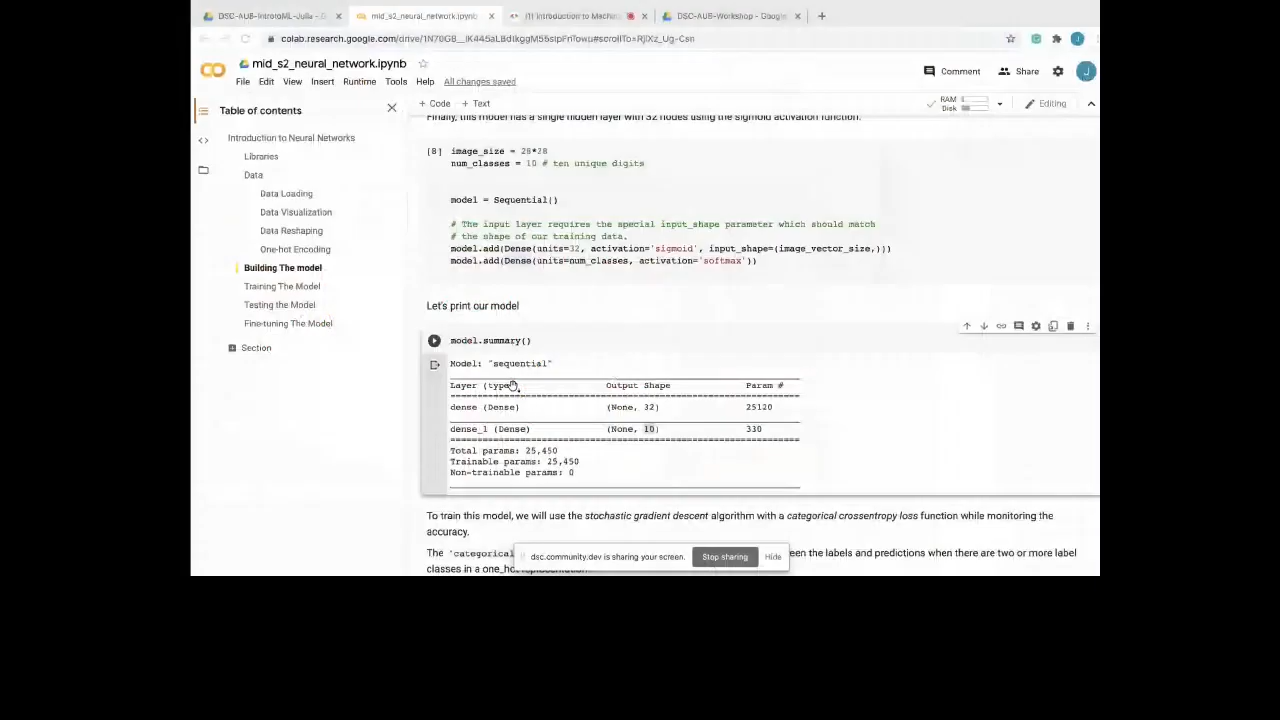 DSC-AUB-IntrotoML-Julia - D
mid_s2_neural_network.ipynb
[1] Introduction to Machi
DSC-AUB-Workshop - Google
colab.research.google.com/drive/
mid_s2_neural_network.ipynb
File Edit View Insert Runtime Tools Help All changes saved
Comment Share J
Table of contents
+ Code + Text
RAM
Disk
Editing
Introduction to Neural Networks
Libraries
Data
Data Loading
Data Visualization
Data Reshaping
One-hot Encoding
Building The model
Training The Model
Testing the Model
Fine-tuning The Model
Section
Finally, this model has a single hidden layer with 32 nodes using the sigmoid activation function.
[8] image_size = 28*28
num_classes = 10 # ten unique digits
model = Sequential()
# The input layer requires the special input_shape parameter which should match
# the shape of our training data.
model.add(Dense(units=32, activation='sigmoid', input_shape=(image_vector_size,)))
model.add(Dense(units=num_classes, activation='softmax'))
Let's print our model
model.summary()
Model: "sequential"
Layer (type) Output Shape Param #
dense (Dense) (None, 32) 25120
dense_1 (Dense) (None, 10) 330
Total params: 25,450
Trainable params: 25,450
Non-trainable params: 0
To train this model, we will use the stochastic gradient descent algorithm with a categorical crossentropy loss function while monitoring the
accuracy.
The 'categorical
the labels and predictions when there are two or more label
classes in a one_hot representation
dsc.community.dev is sharing your screen. Stop sharing Hide